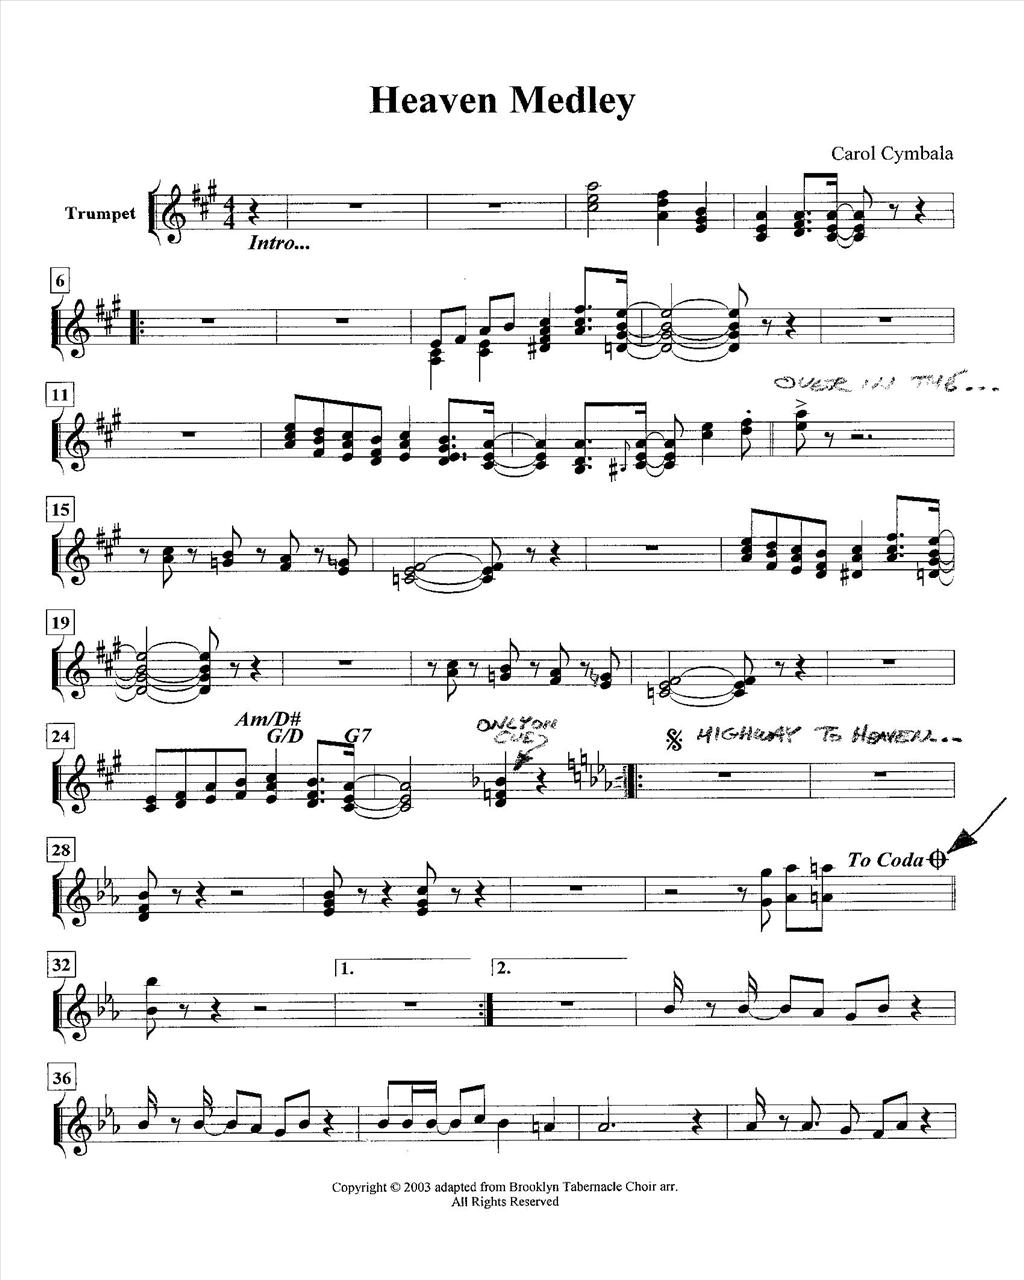 Heaven Medley
Carol Cymbala
Trumpet
4
4
Intro...
6
OVER IN THE...
11
15
19
Am/D#
G/D G7
ONLY ON
CUE
24
HIGHWAY TO HEAVEN...
28
To Coda
32
1.
2.
36
Copyright © 2003 adapted from Brooklyn Tabernacle Choir arr.
All Rights Reserved